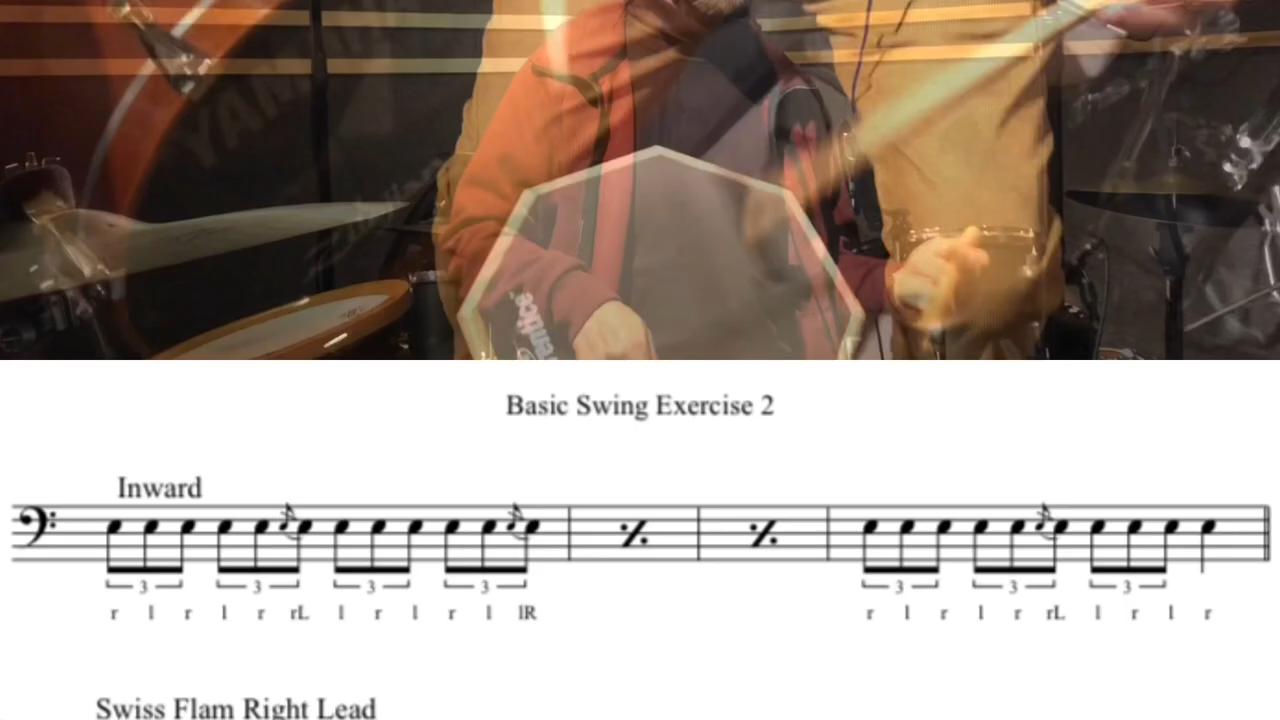 YAMAHA
Basic Swing Exercise 2
Inward
3 3 3 3 3 3 3
r l r l r rL l r l r l lR r l r l r rL l r l r
Swiss Flam Right Lead